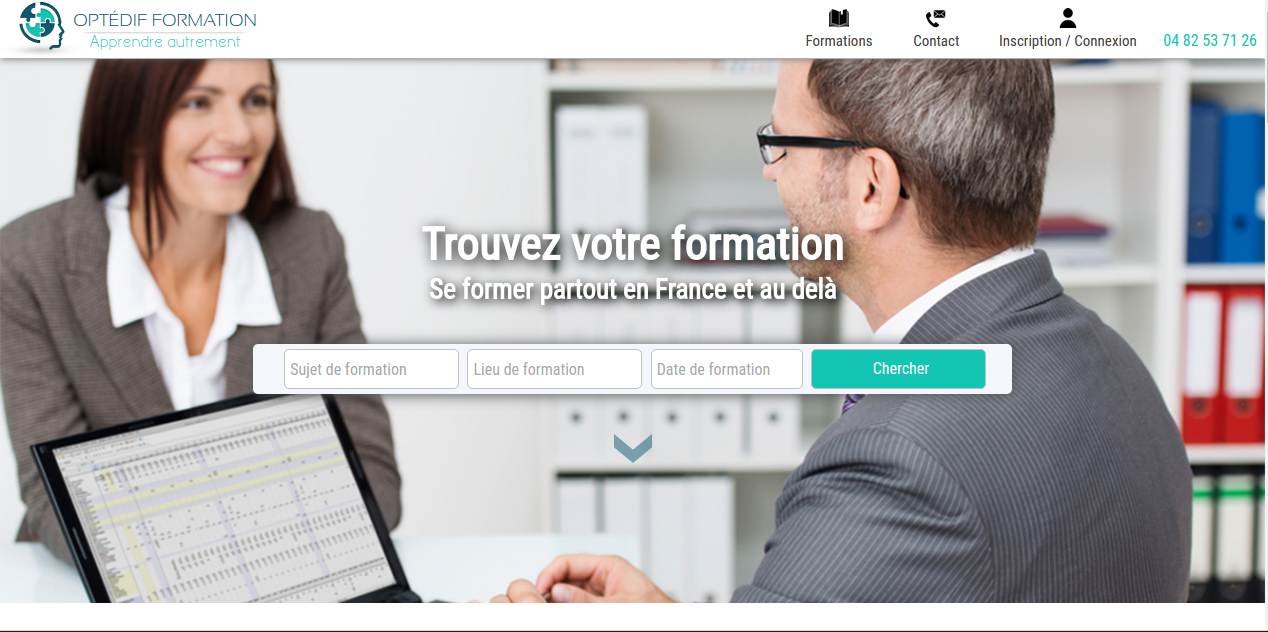 OPTÉDIF FORMATION
Apprendre autrement
Formations
Contact
Inscription / Connexion
04 82 53 71 26
Trouvez votre formation
Se former partout en France et au delà
Sujet de formation
Lieu de formation
Date de formation
Chercher